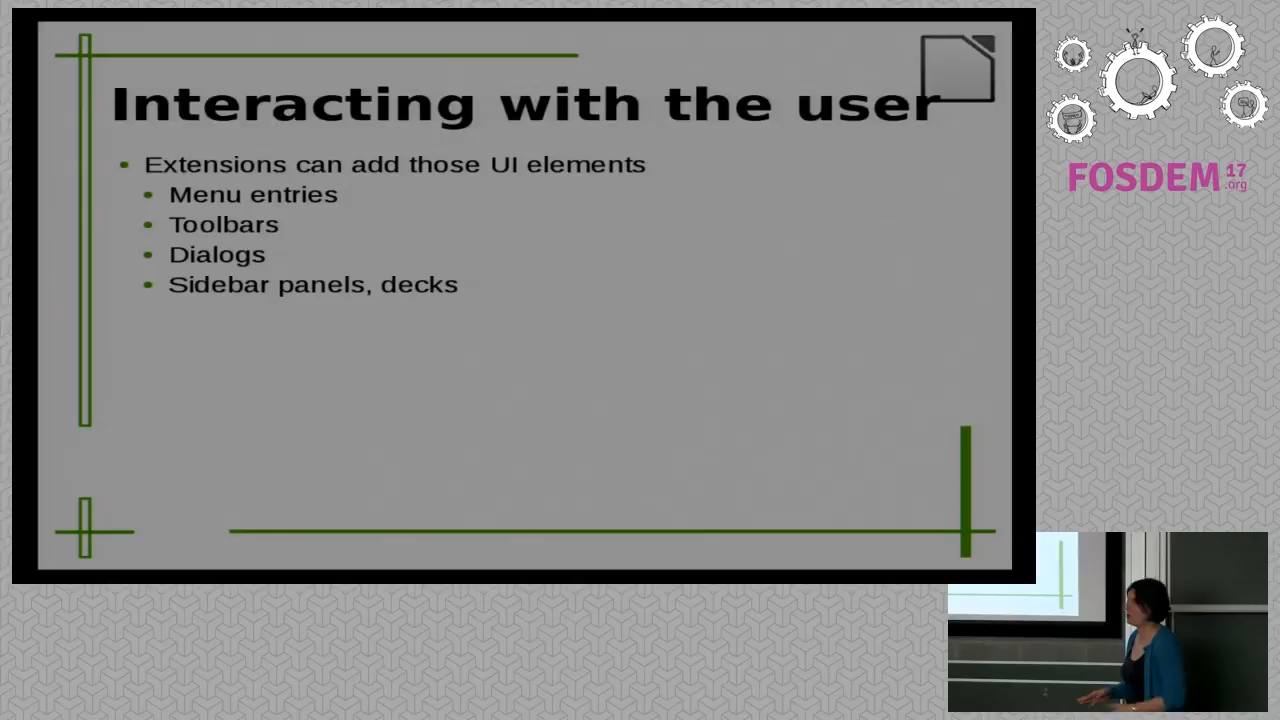 Interacting with the user
Extensions can add those UI elements
Menu entries
Toolbars
Dialogs
Sidebar panels, decks
FOSDEM 17
.org